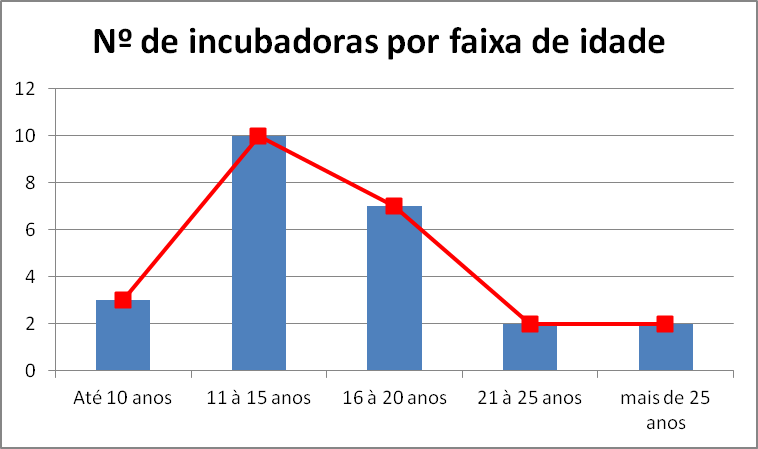 Nº de incubadoras por faixa de idade
12
10
8
6
4
2
0
Até 10 anos
11 à 15 anos
16 à 20 anos
21 à 25 anos
mais de 25
anos